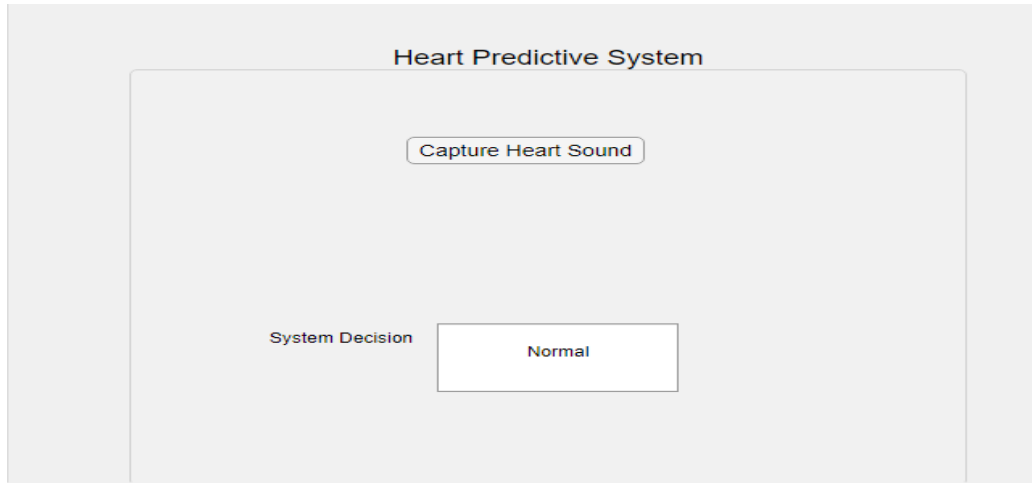 Heart Predictive System
Capture Heart Sound
System Decision
Normal